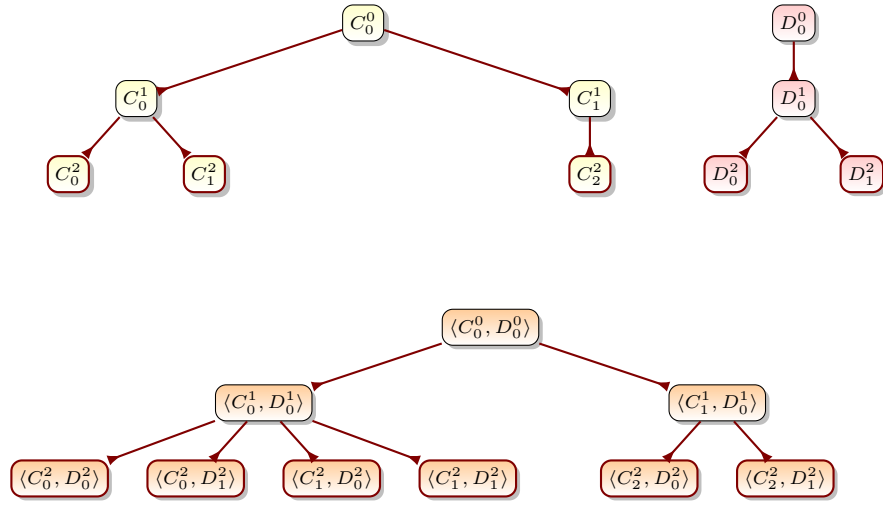 C_0^0 D_0^0
C_0^1 C_1^1 D_0^1
C_0^2 C_1^2 C_2^2 D_0^2 D_1^2
⟨C_0^0, D_0^0⟩
⟨C_0^1, D_0^1⟩ ⟨C_1^1, D_0^1⟩
⟨C_0^2, D_0^2⟩ ⟨C_0^2, D_1^2⟩ ⟨C_1^2, D_0^2⟩ ⟨C_1^2, D_1^2⟩ ⟨C_2^2, D_0^2⟩ ⟨C_2^2, D_1^2⟩